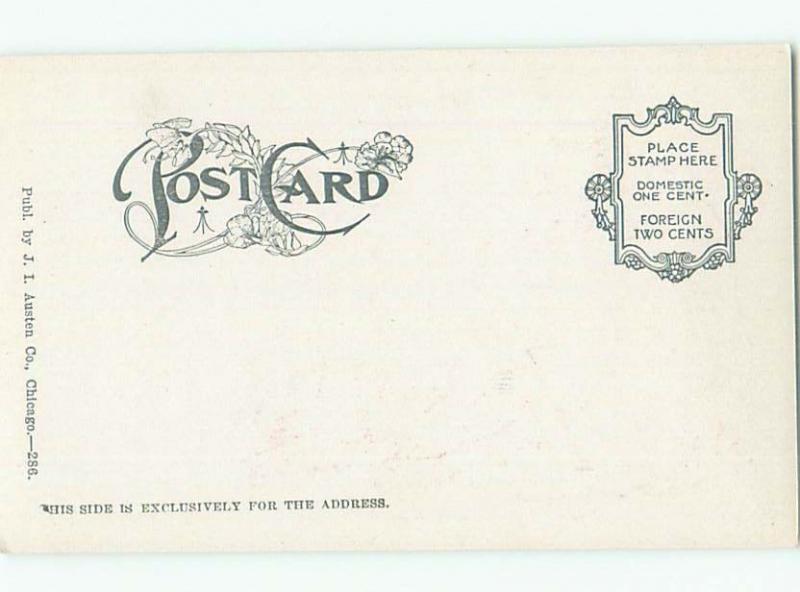 POST CARD
PLACE
STAMP HERE
DOMESTIC
ONE CENT.
FOREIGN
TWO CENTS
Publ. by J. I. Austen Co., Chicago.—286.
THIS SIDE IS EXCLUSIVELY FOR THE ADDRESS.